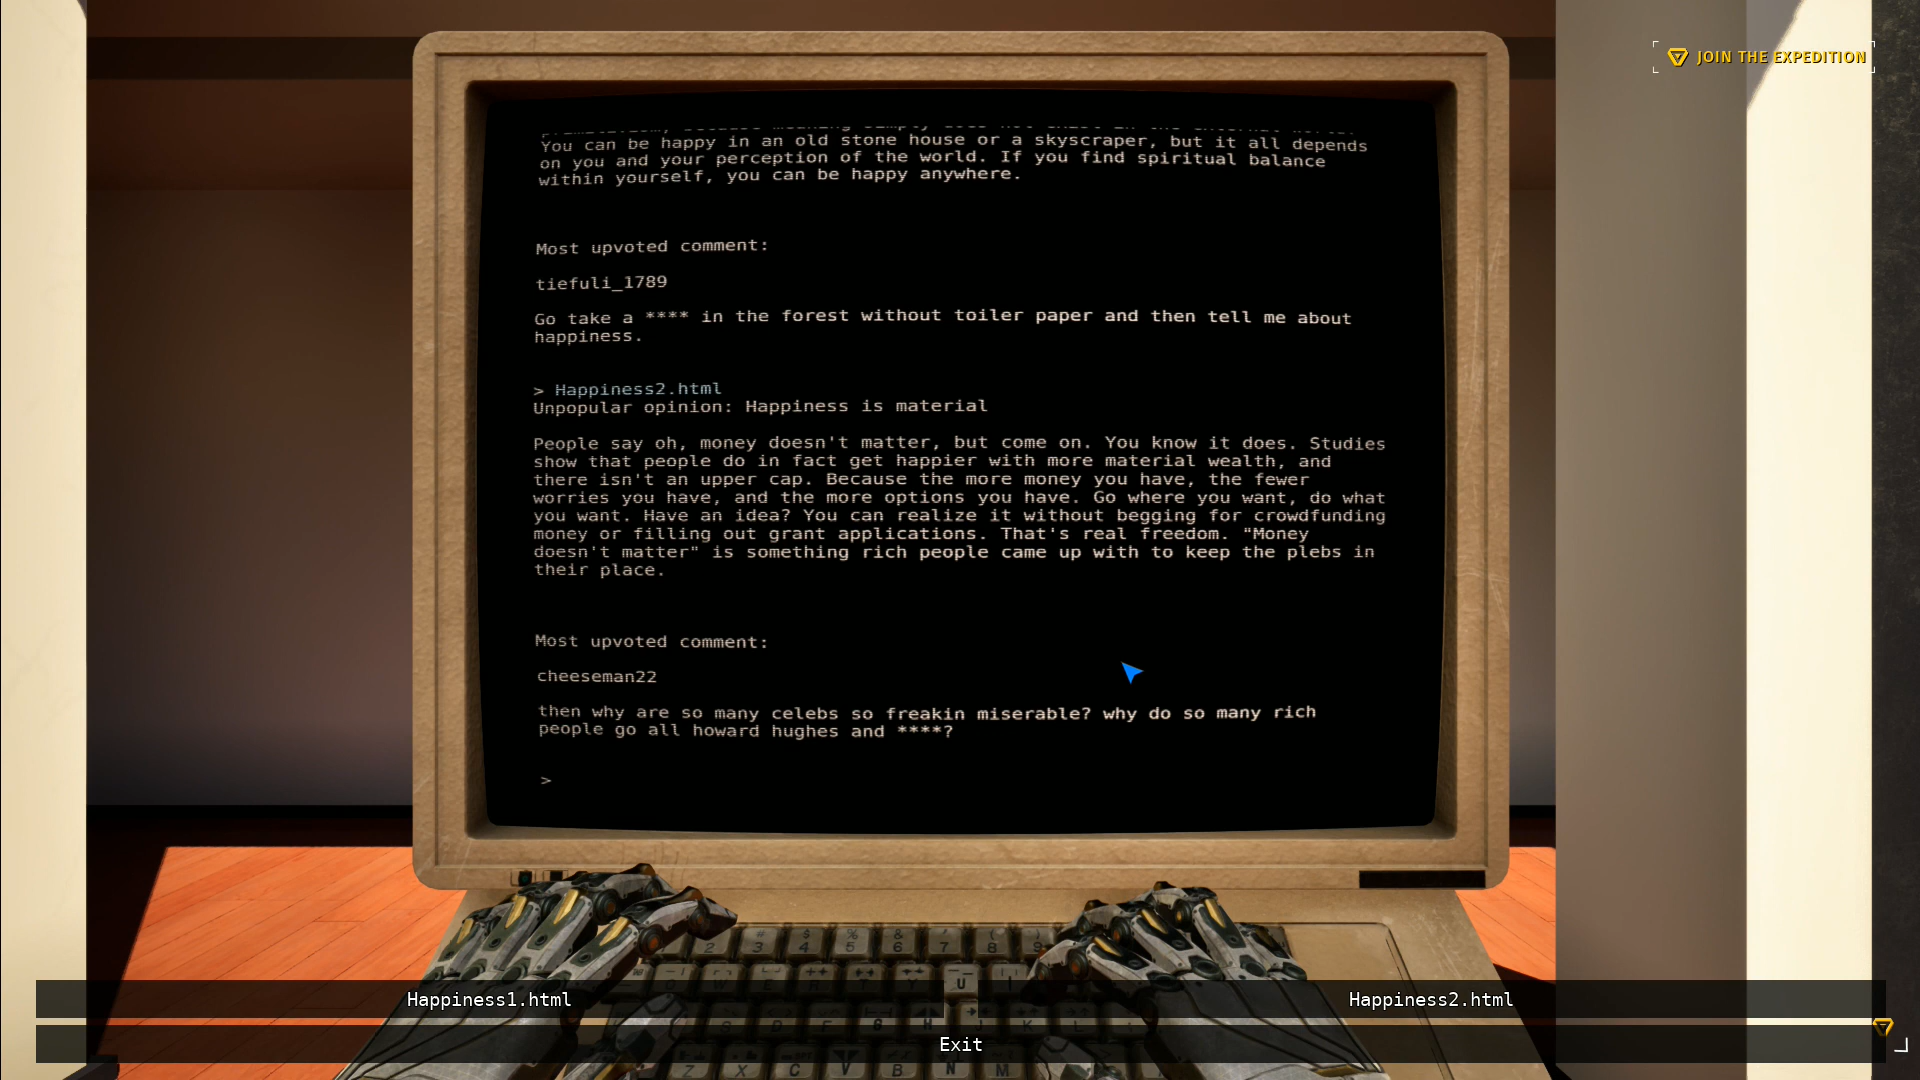 JOIN THE EXPEDITION
You can be happy in an old stone house or a skyscraper, but it all depends
on you and your perception of the world. If you find spiritual balance
within yourself, you can be happy anywhere.
Most upvoted comment:
tiefuli_1789
Go take a **** in the forest without toiler paper and then tell me about
happiness.
> Happiness2.html
Unpopular opinion: Happiness is material
People say oh, money doesn't matter, but come on. You know it does. Studies
show that people do in fact get happier with more material wealth, and
there isn't an upper cap. Because the more money you have, the fewer
worries you have, and the more options you have. Go where you want, do what
you want. Have an idea? You can realize it without begging for crowdfunding
money or filling out grant applications. That's real freedom. "Money
doesn't matter" is something rich people came up with to keep the plebs in
their place.
Most upvoted comment:
cheeseman22
then why are so many celebs so freakin miserable? why do so many rich
people go all howard hughes and ****?
>
2 3 4 5 6 7 8 9
U
Happiness1.html
Happiness2.html
Exit
Z X C V B N M